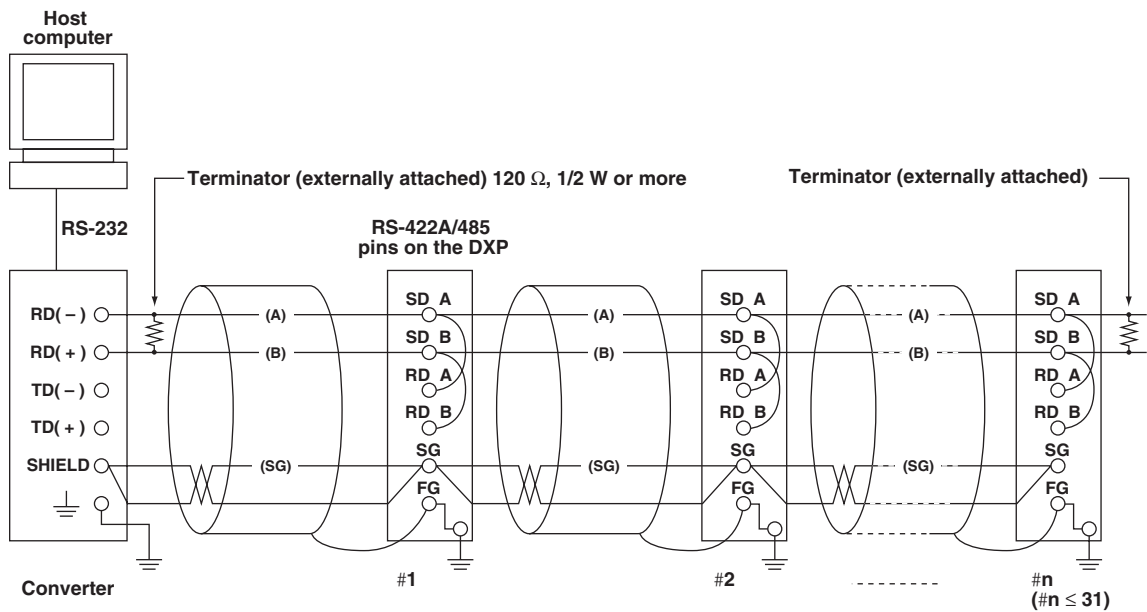 Host
computer
Terminator (externally attached) 120 Ω, 1/2 W or more
Terminator (externally attached)
RS-232
RS-422A/485
pins on the DXP
RD( – )
RD( + )
TD( – )
TD( + )
SHIELD
(A)
(B)
(SG)
SD A
SD B
RD A
RD B
SG
FG
(A)
(B)
(SG)
SD A
SD B
RD A
RD B
SG
FG
(A)
(B)
(SG)
SD A
SD B
RD A
RD B
SG
FG
Converter
#1
#2
#n
(#n ≤ 31)